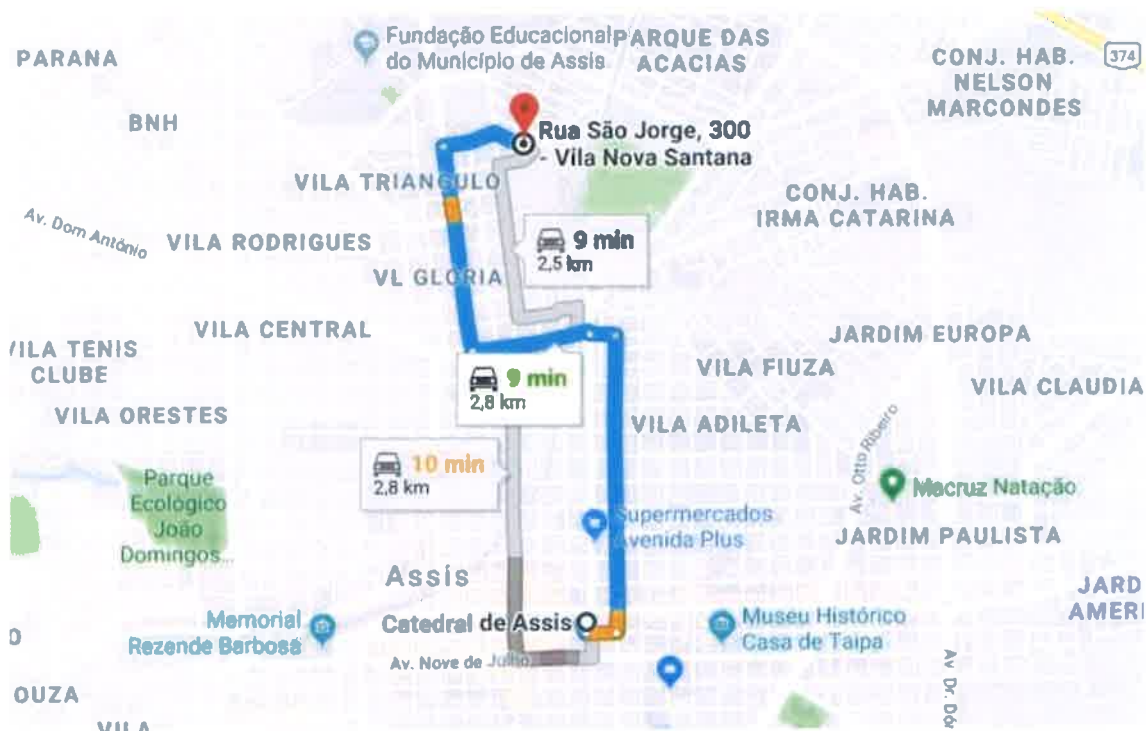 Fundação Educacional
do Município de Assis
PARQUE DAS
ACACIAS
PARANA
CONJ. HAB.
NELSON
MARCONDES
374
BNH
Rua São Jorge, 300
- Vila Nova Santana
VILA TRIANGULO
CONJ. HAB.
IRMA CATARINA
Av. Dom Antônio
VILA RODRIGUES
9 min
2,5 km
VL GLORIA
VILA CENTRAL
JARDIM EUROPA
VILA TENIS
CLUBE
VILA FIUZA
9 min
2,8 km
VILA CLAUDIA
VILA ORESTES
VILA ADILETA
Av. Otto Ribeiro
10 min
2,8 km
Parque
Ecológico
João
Domingos...
Macruz Natação
Supermercados
Avenida Plus
JARDIM PAULISTA
Assis
JARD
AMERI
Memorial
Rezende Barbosa
Catedral de Assis
Museu Histórico
Casa de Taipa
O
Av. Nove de Julho
Av Dr. Dór
OUZA
VILA